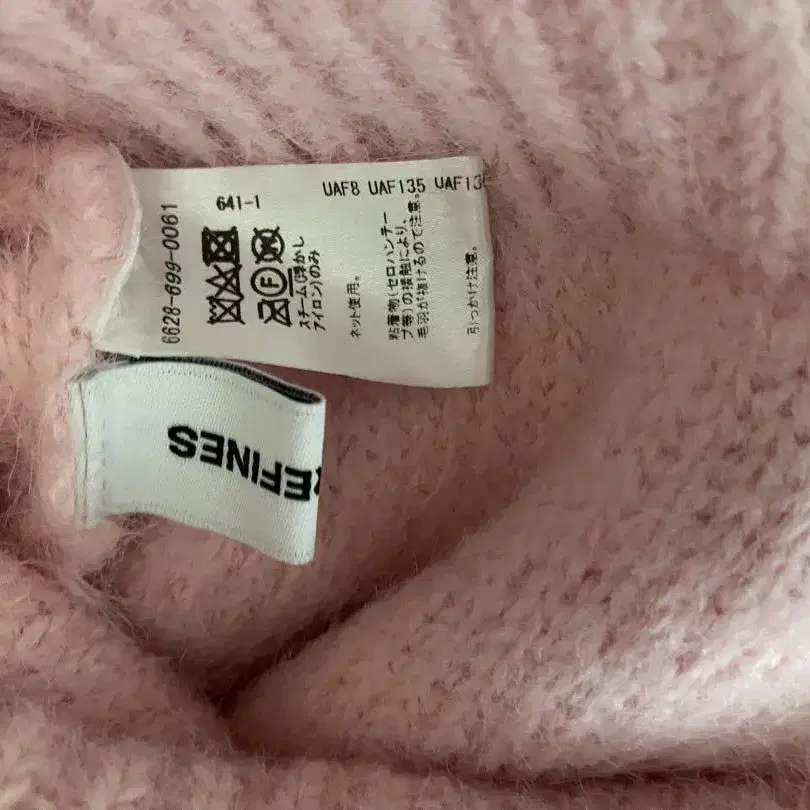 6628-099-0061
641-1
UAF8 UAF135 UAF13
F
スチーム(浮かし
アイロン)のみ
ネット使用。
粘着物(セロハンテー
プ等)の接触により、
毛羽が抜けるので注意。
引っかけ注意。
REFINES